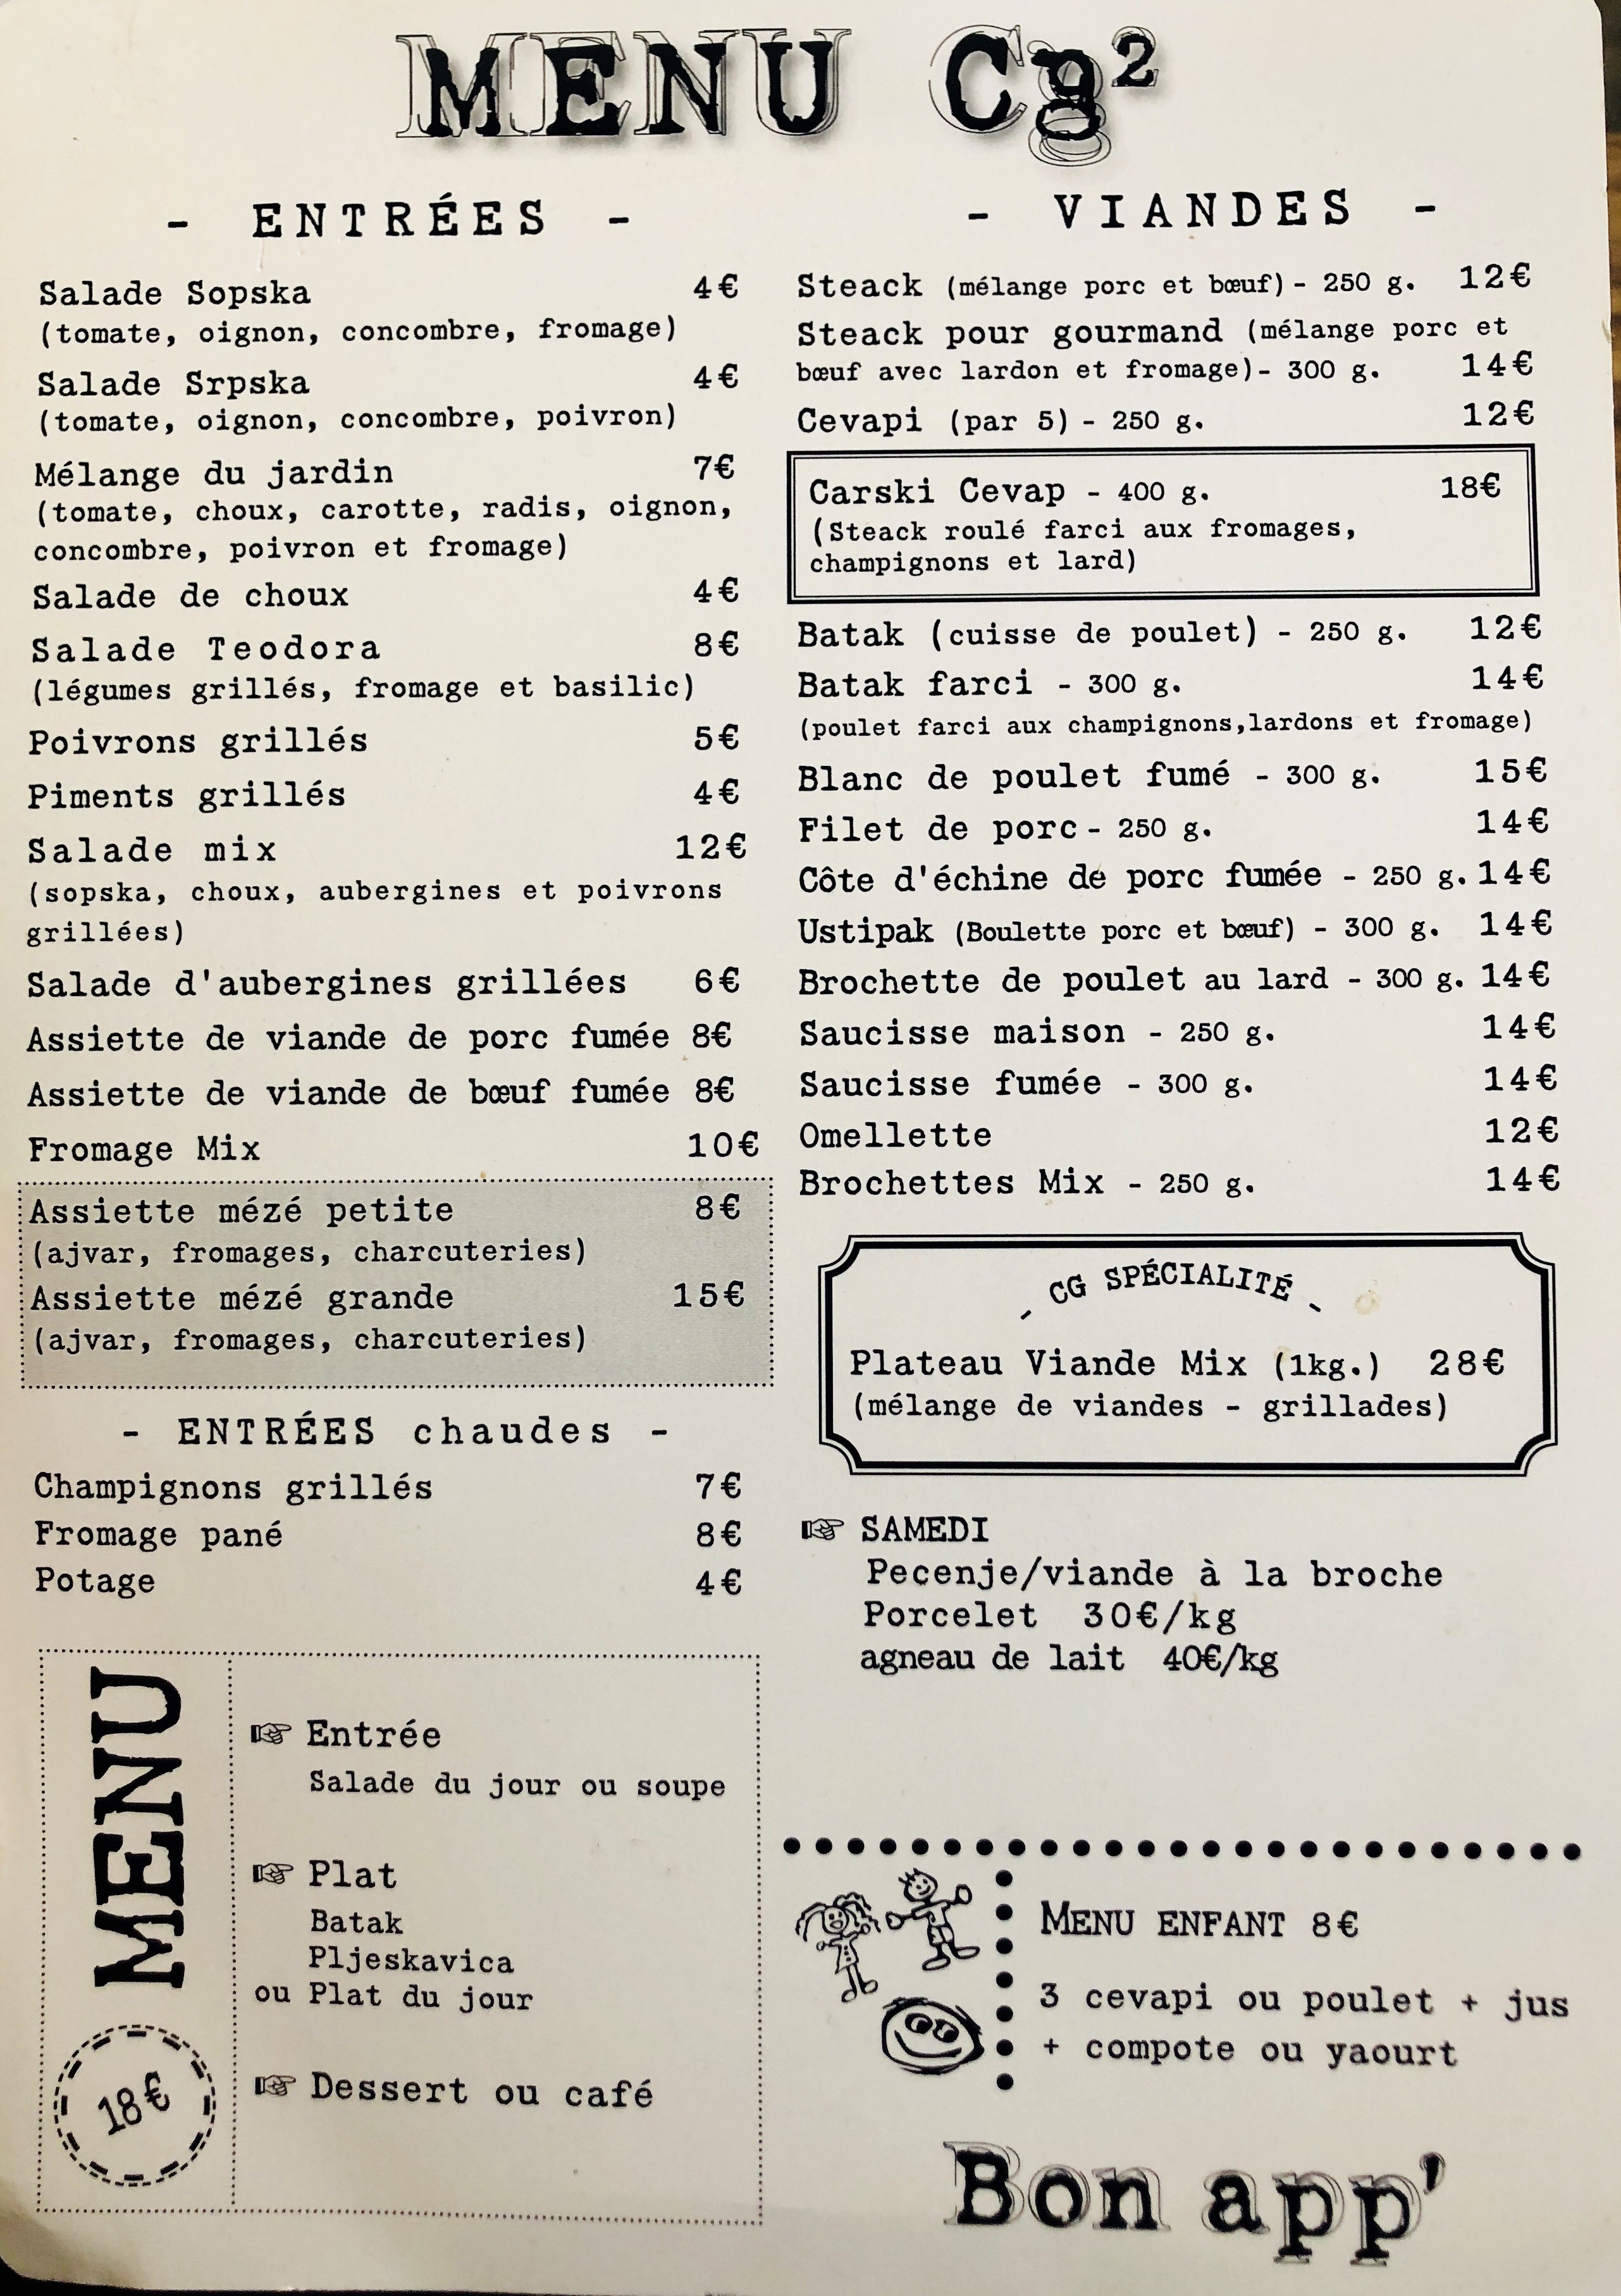 MENU Cg²
- ENTRÉES -
Salade Sopska 4€
(tomate, oignon, concombre, fromage)
Salade Srpska 4€
(tomate, oignon, concombre, poivron)
Mélange du jardin 7€
(tomate, choux, carotte, radis, oignon,
concombre, poivron et fromage)
Salade de choux 4€
Salade Teodora 8€
(légumes grillés, fromage et basilic)
Poivrons grillés 5€
Piments grillés 4€
Salade mix 12€
(sopska, choux, aubergines et poivrons
grillées)
Salade d'aubergines grillées 6€
Assiette de viande de porc fumée 8€
Assiette de viande de bœuf fumée 8€
Fromage Mix 10€
Assiette mézé petite 8€
(ajvar, fromages, charcuteries)
Assiette mézé grande 15€
(ajvar, fromages, charcuteries)
- ENTRÉES chaudes -
Champignons grillés 7€
Fromage pané 8€
Potage 4€
MENU
18€
☞ Entrée
Salade du jour ou soupe
☞ Plat
Batak
Pljeskavica
ou Plat du jour
☞ Dessert ou café
- VIANDES -
Steack (mélange porc et bœuf) - 250 g. 12€
Steack pour gourmand (mélange porc et
bœuf avec lardon et fromage)- 300 g. 14€
Cevapi (par 5) - 250 g. 12€
Carski Cevap - 400 g. 18€
(Steack roulé farci aux fromages,
champignons et lard)
Batak (cuisse de poulet) - 250 g. 12€
Batak farci - 300 g. 14€
(poulet farci aux champignons,lardons et fromage)
Blanc de poulet fumé - 300 g. 15€
Filet de porc - 250 g. 14€
Côte d'échine de porc fumée - 250 g. 14€
Ustipak (Boulette porc et bœuf) - 300 g. 14€
Brochette de poulet au lard - 300 g. 14€
Saucisse maison - 250 g. 14€
Saucisse fumée - 300 g. 14€
Omellette 12€
Brochettes Mix - 250 g. 14€
- CG SPÉCIALITÉ -
Plateau Viande Mix (1kg.) 28€
(mélange de viandes - grillades)
☞ SAMEDI
Pecenje/viande à la broche
Porcelet 30€/kg
agneau de lait 40€/kg
MENU ENFANT 8€
3 cevapi ou poulet + jus
+ compote ou yaourt
Bon app'